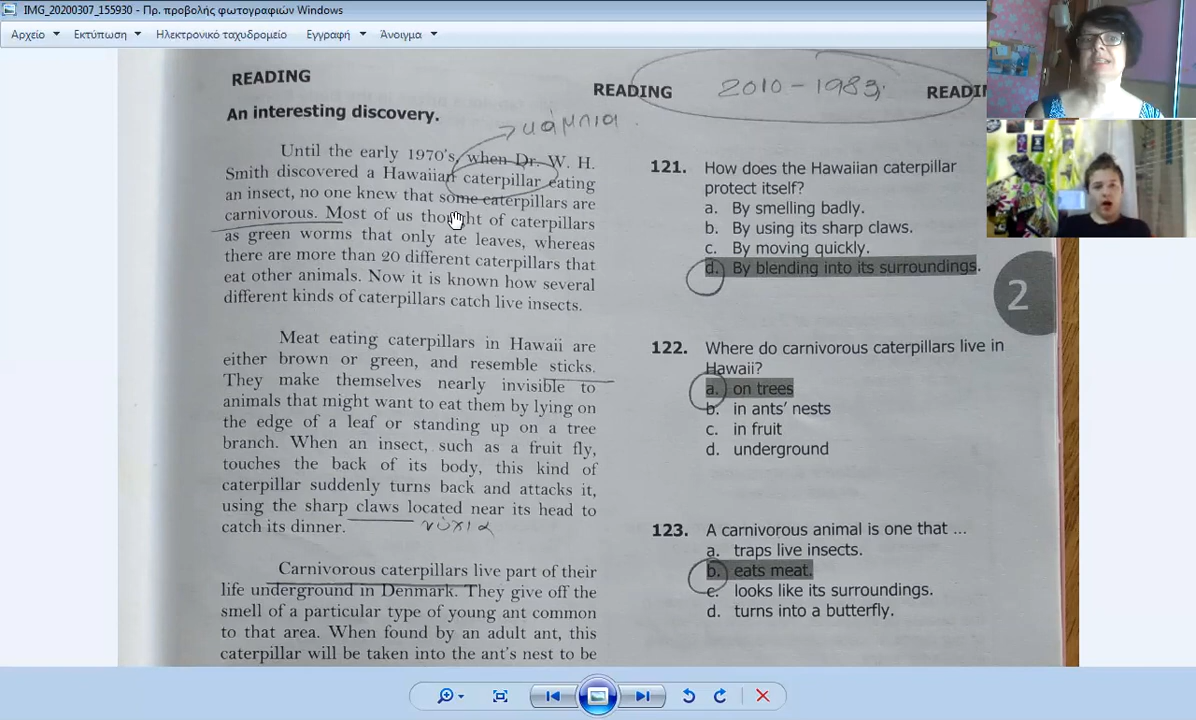 IMG_20200307_155930 - Πρ. προβολής φωτογραφιών Windows
Αρχείο Εκτύπωση Ηλεκτρονικό ταχυδρομείο Εγγραφή Άνοιγμα
READING
An interesting discovery.
κάμπια
Until the early 1970's, when Dr. W. H.
Smith discovered a Hawaiian caterpillar eating
an insect, no one knew that some caterpillars are
carnivorous. Most of us thought of caterpillars
as green worms that only ate leaves, whereas
there are more than 20 different caterpillars that
eat other animals. Now it is known how several
different kinds of caterpillars catch live insects.
Meat eating caterpillars in Hawaii are
either brown or green, and resemble sticks.
They make themselves nearly invisible to
animals that might want to eat them by lying on
the edge of a leaf or standing up on a tree
branch. When an insect, such as a fruit fly,
touches the back of its body, this kind of
caterpillar suddenly turns back and attacks it,
using the sharp claws located near its head to
catch its dinner.
νύχια
Carnivorous caterpillars live part of their
life underground in Denmark. They give off the
smell of a particular type of young ant common
to that area. When found by an adult ant, this
caterpillar will be taken into the ant's nest to be
READING 2010 - 1983 READIN
121. How does the Hawaiian caterpillar
protect itself?
a. By smelling badly.
b. By using its sharp claws.
c. By moving quickly.
d. By blending into its surroundings.
2
122. Where do carnivorous caterpillars live in
Hawaii?
a. on trees
b. in ants' nests
c. in fruit
d. underground
123. A carnivorous animal is one that ...
a. traps live insects.
b. eats meat.
c. looks like its surroundings.
d. turns into a butterfly.